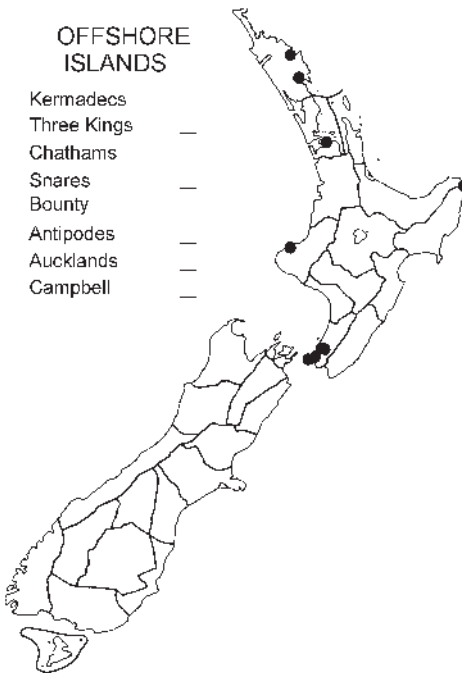 OFFSHORE
ISLANDS
Kermadecs
Three Kings —
Chathams
Snares —
Bounty
Antipodes —
Aucklands —
Campbell —